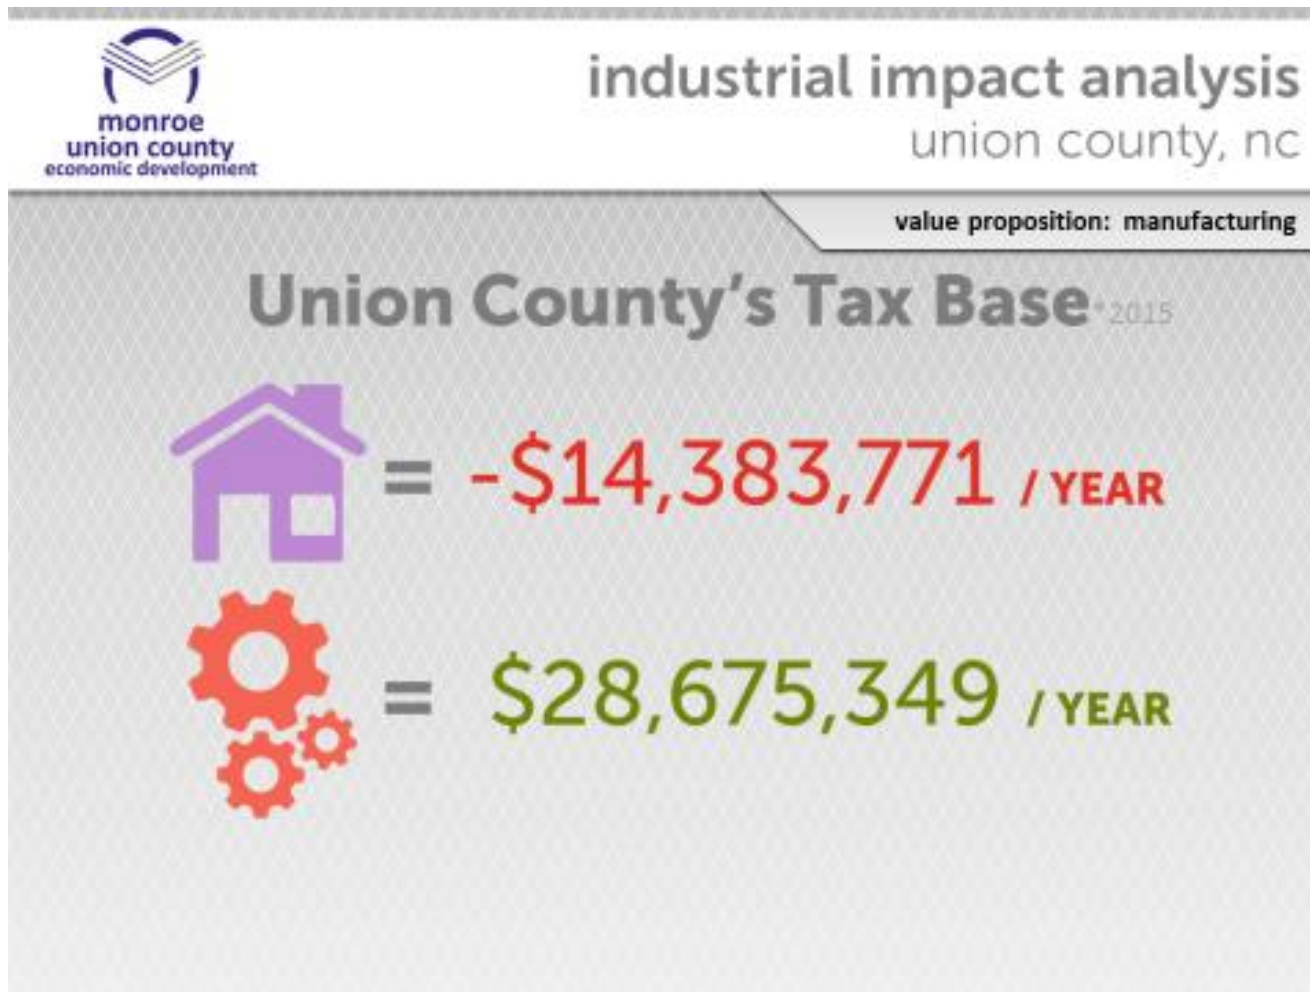 monroe
union county
economic development
industrial impact analysis
union county, nc
value proposition: manufacturing
Union County's Tax Base *2015
= -$14,383,771 / YEAR
= $28,675,349 / YEAR